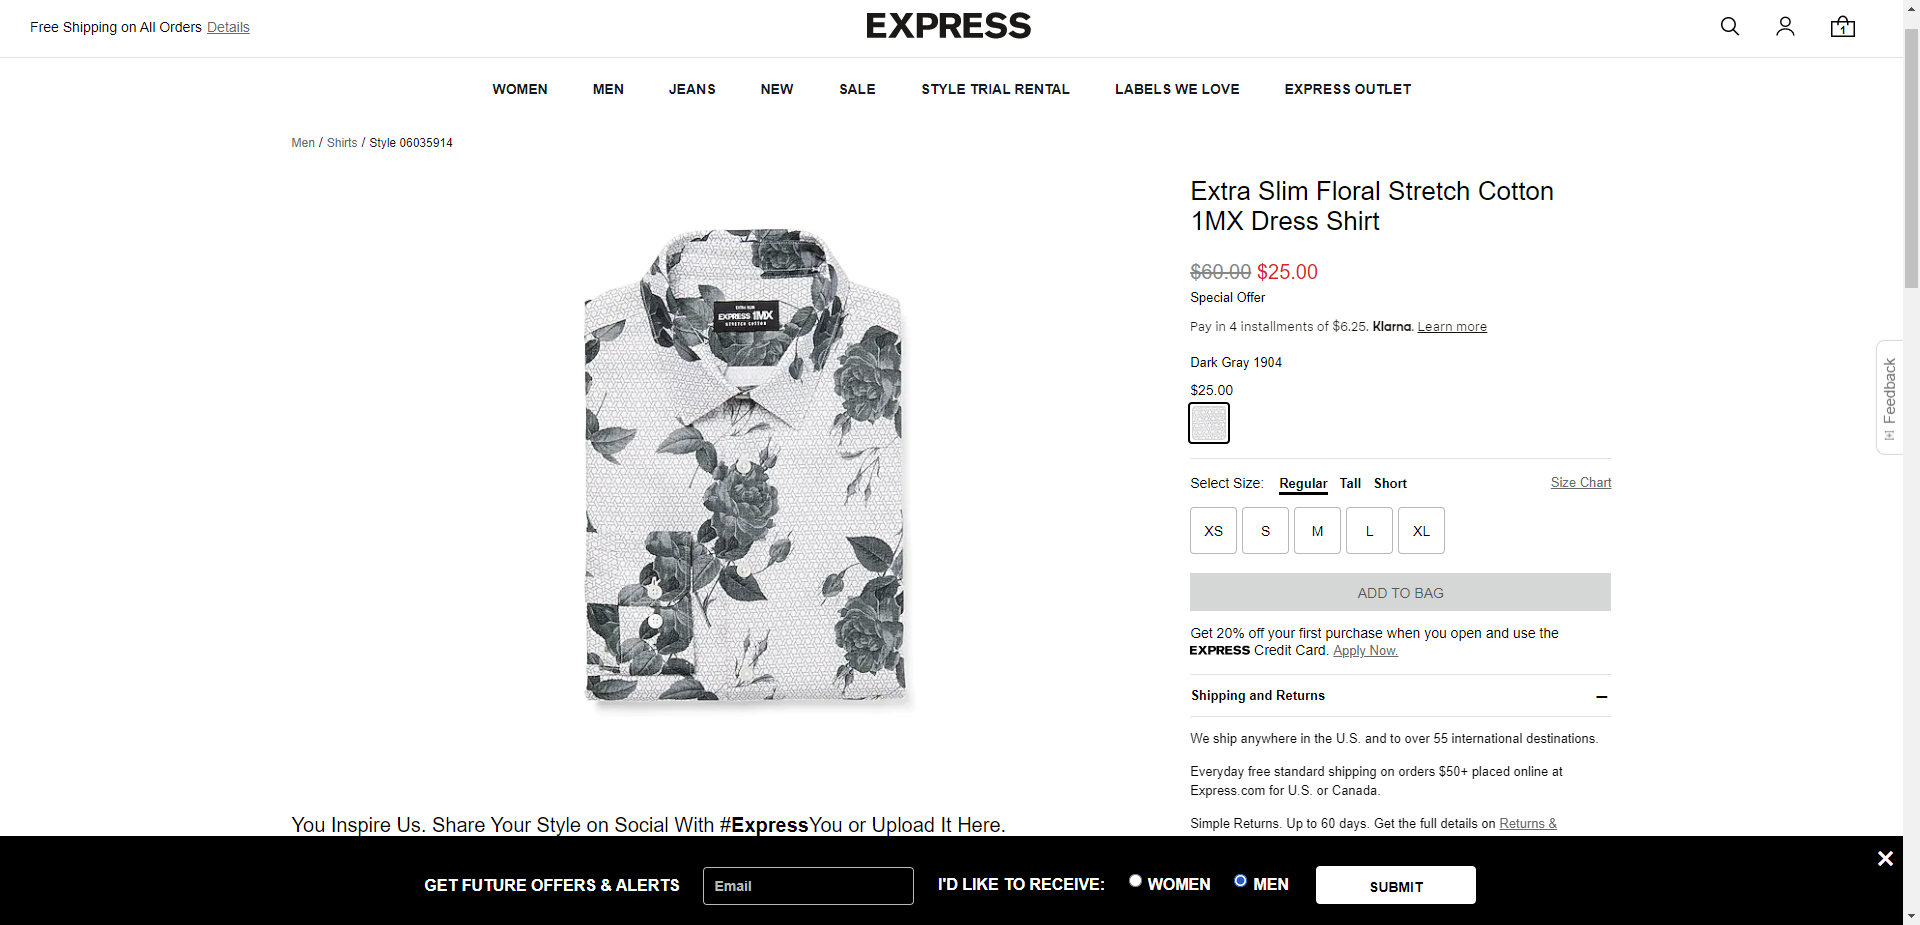 Free Shipping on All Orders Details
EXPRESS
1
WOMEN MEN JEANS NEW SALE STYLE TRIAL RENTAL LABELS WE LOVE EXPRESS OUTLET
Men / Shirts / Style 06035914
EXTRA SLIM
EXPRESS 1MX
STRETCH COTTON
Extra Slim Floral Stretch Cotton
1MX Dress Shirt
$60.00 $25.00
Special Offer
Pay in 4 installments of $6.25. Klarna. Learn more
Dark Gray 1904
$25.00
Feedback
Select Size: Regular Tall Short Size Chart
XS S M L XL
ADD TO BAG
Get 20% off your first purchase when you open and use the
EXPRESS Credit Card. Apply Now.
Shipping and Returns
We ship anywhere in the U.S. and to over 55 international destinations.
Everyday free standard shipping on orders $50+ placed online at
Express.com for U.S. or Canada.
Simple Returns. Up to 60 days. Get the full details on Returns &
You Inspire Us. Share Your Style on Social With #ExpressYou or Upload It Here.
GET FUTURE OFFERS & ALERTS Email I'D LIKE TO RECEIVE: WOMEN MEN SUBMIT